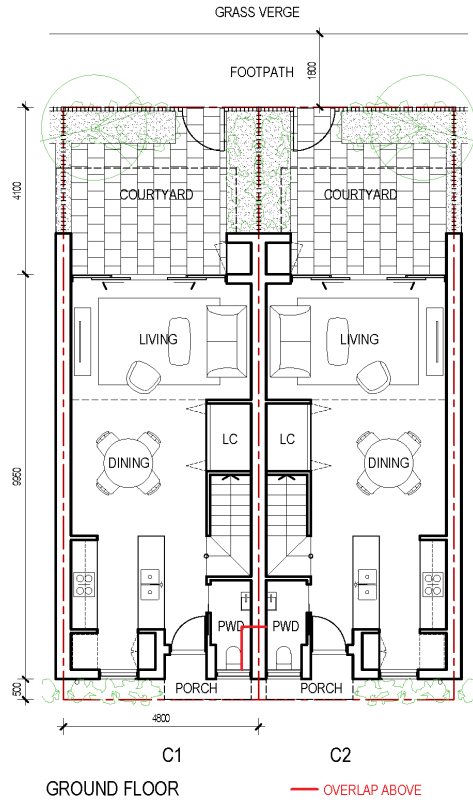 GRASS VERGE
FOOTPATH
1600
COURTYARD
COURTYARD
4100
LIVING
LIVING
LC
LC
DINING
DINING
9950
PWD
PWD
PORCH
PORCH
500
4800
C1
C2
GROUND FLOOR
OVERLAP ABOVE